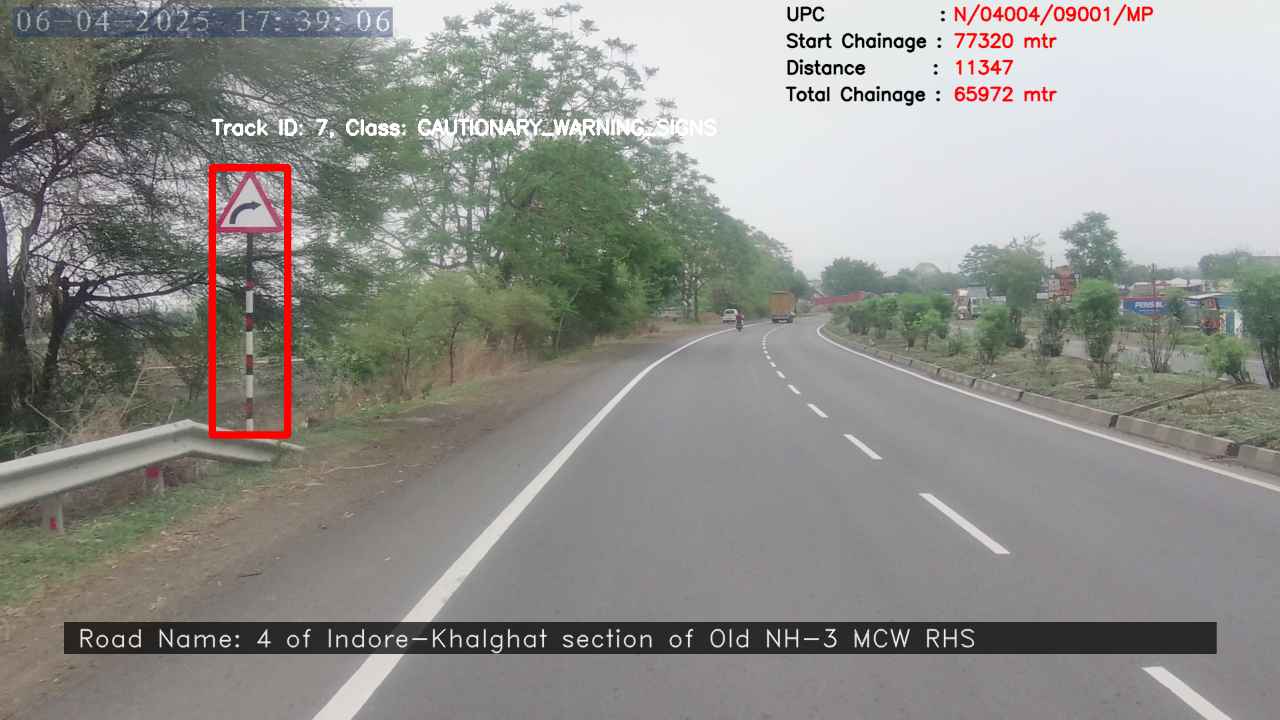 06-04-2025 17:39:06
UPC : N/04004/09001/MP
Start Chainage : 77320 mtr
Distance : 11347
Total Chainage : 65972 mtr
Track ID: 7, Class: CAUTIONARY_WARNING_SIGNS
PENIS BL
Road Name: 4 of Indore-Khalghat section of Old NH-3 MCW RHS